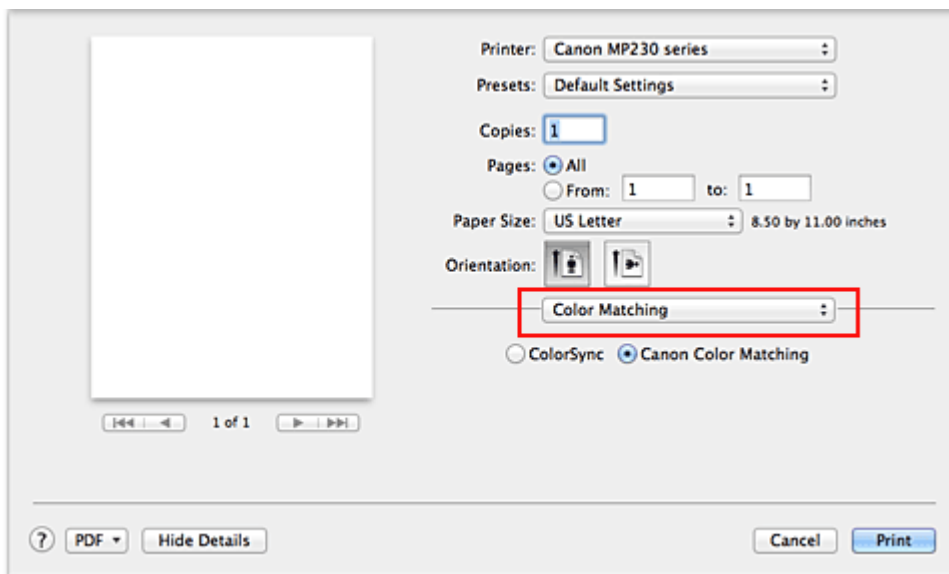 Printer: Canon MP230 series
Presets: Default Settings
Copies: 1
Pages: All
From: 1 to: 1
Paper Size: US Letter 8.50 by 11.00 inches
Orientation:
Color Matching
ColorSync Canon Color Matching
1 of 1
? PDF Hide Details Cancel Print